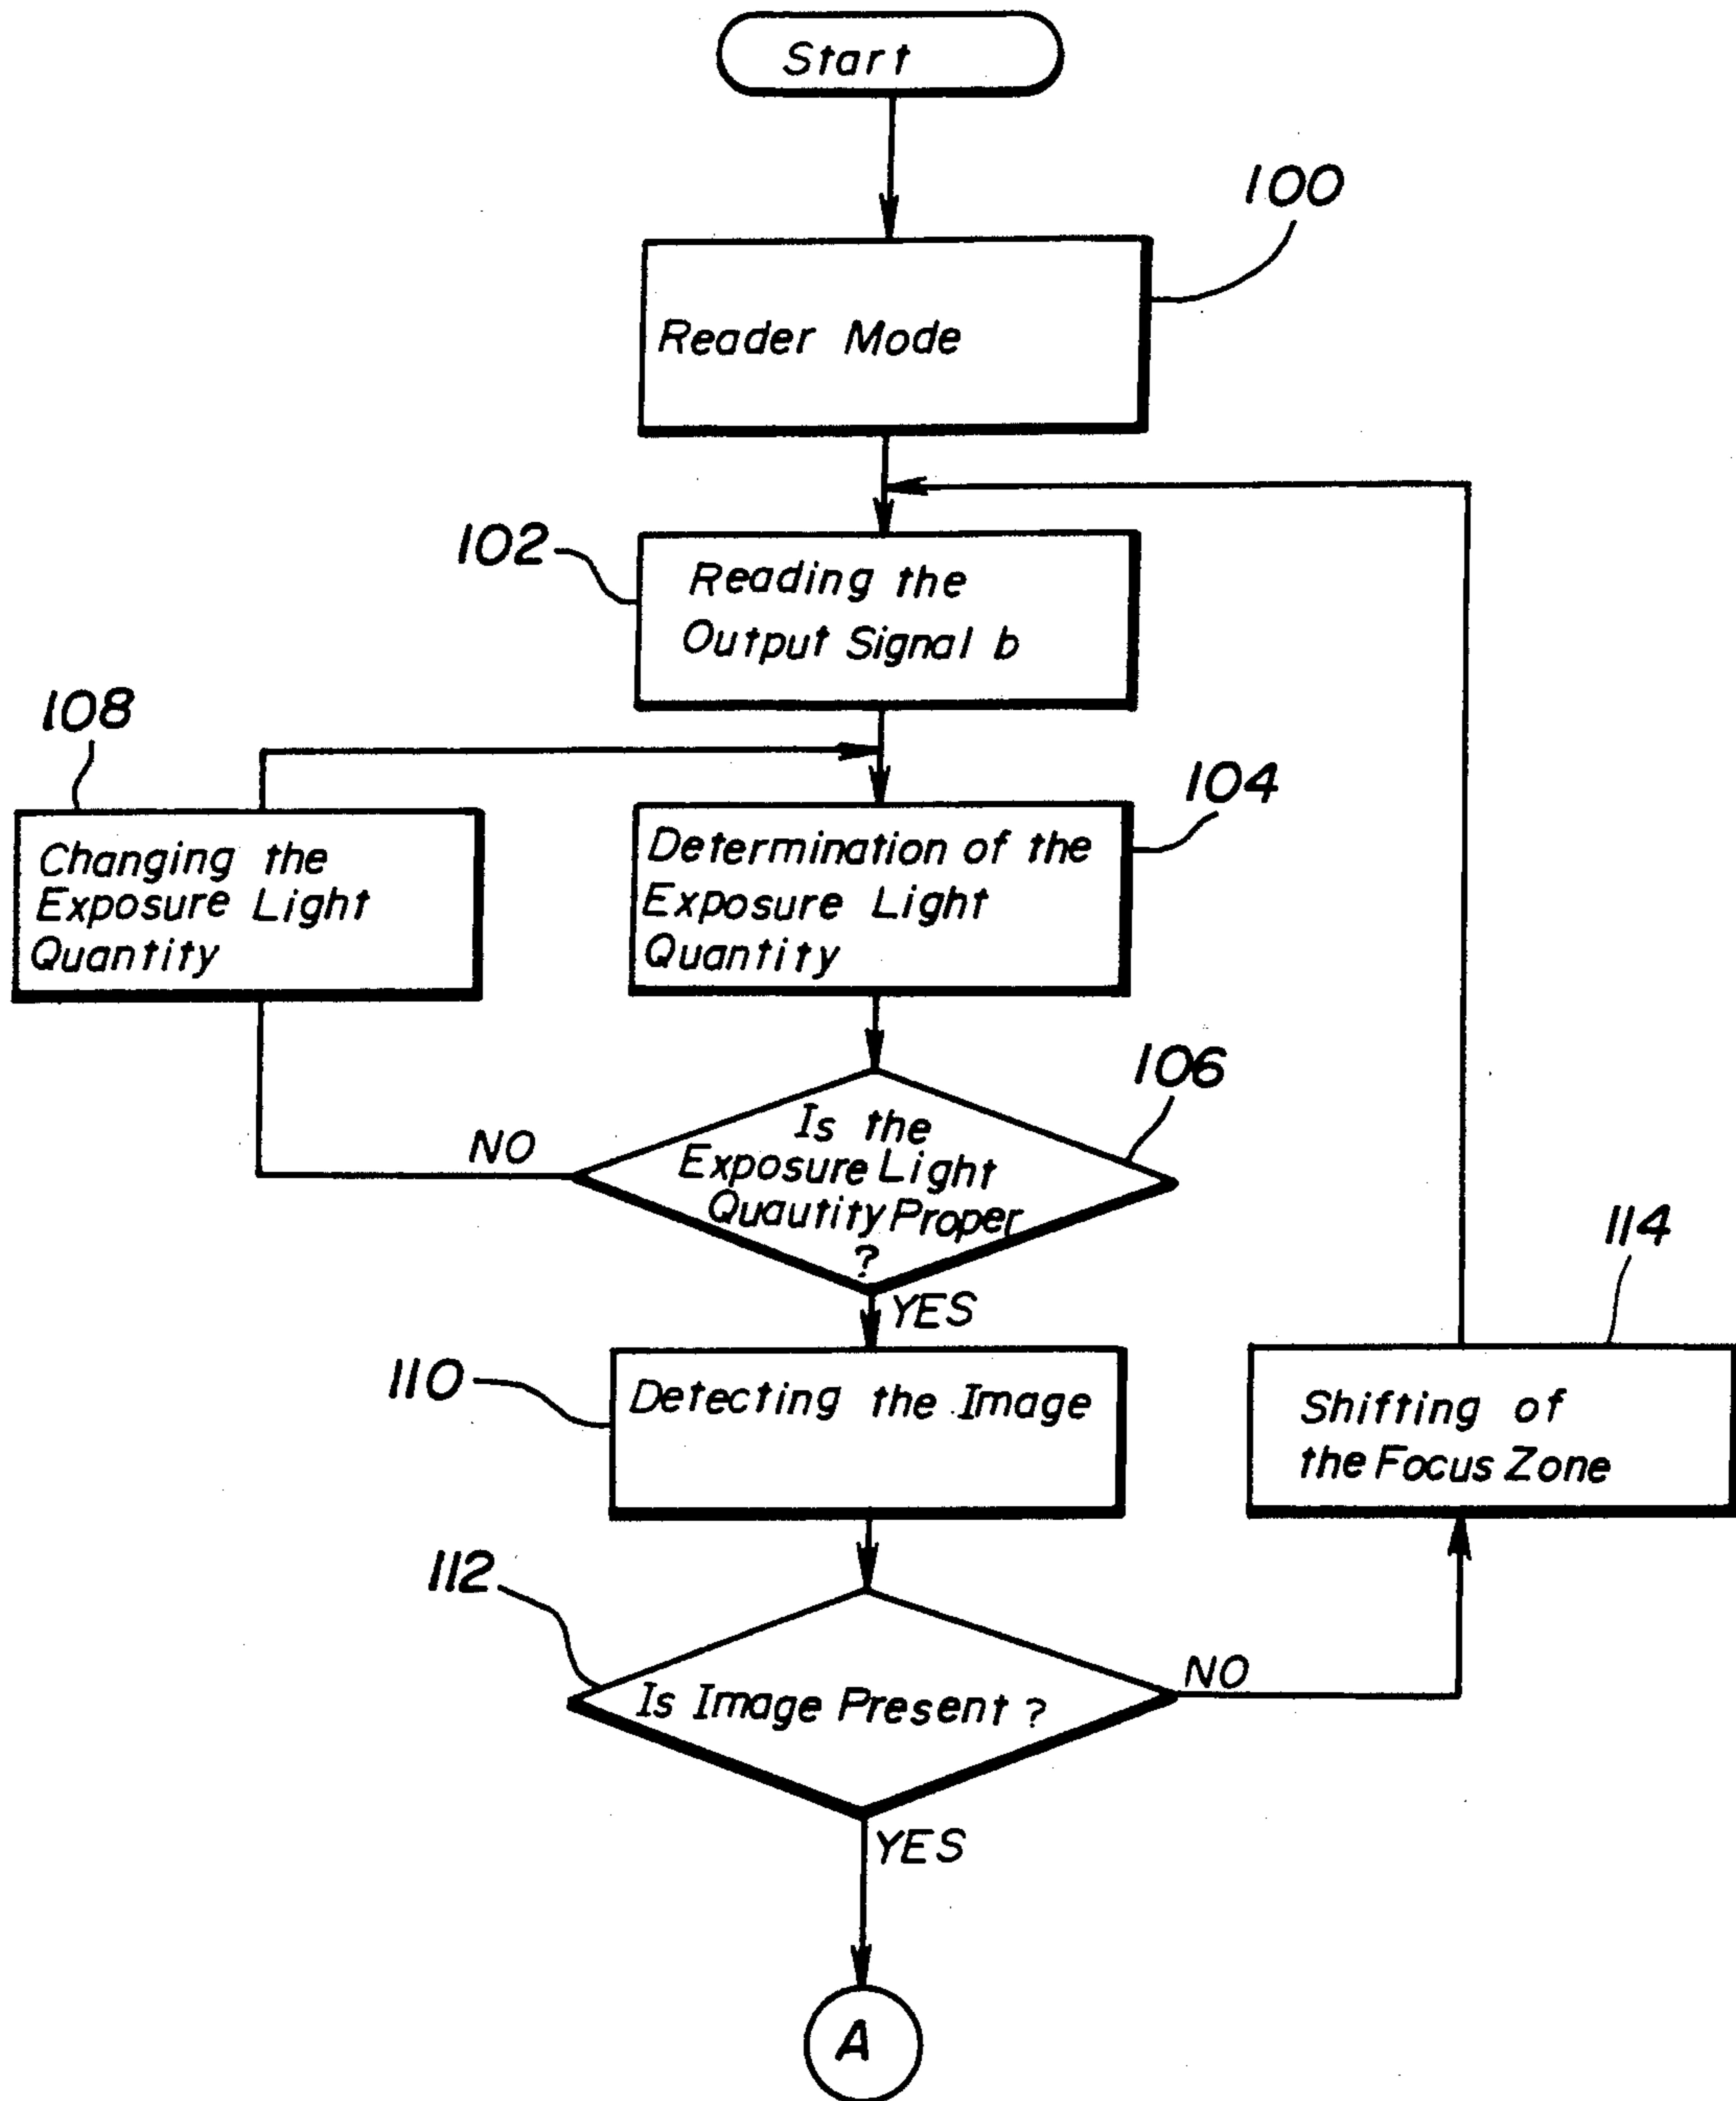 Start
100
Reader Mode
102
Reading the
Output Signal b
108
Changing the
Exposure Light
Quantity
104
Determination of the
Exposure Light
Quantity
106
Is the
Exposure Light
Quautity Proper
?
NO
YES
110
Detecting the Image
114
Shifting of
the Focus Zone
112
Is Image Present ?
NO
YES
A